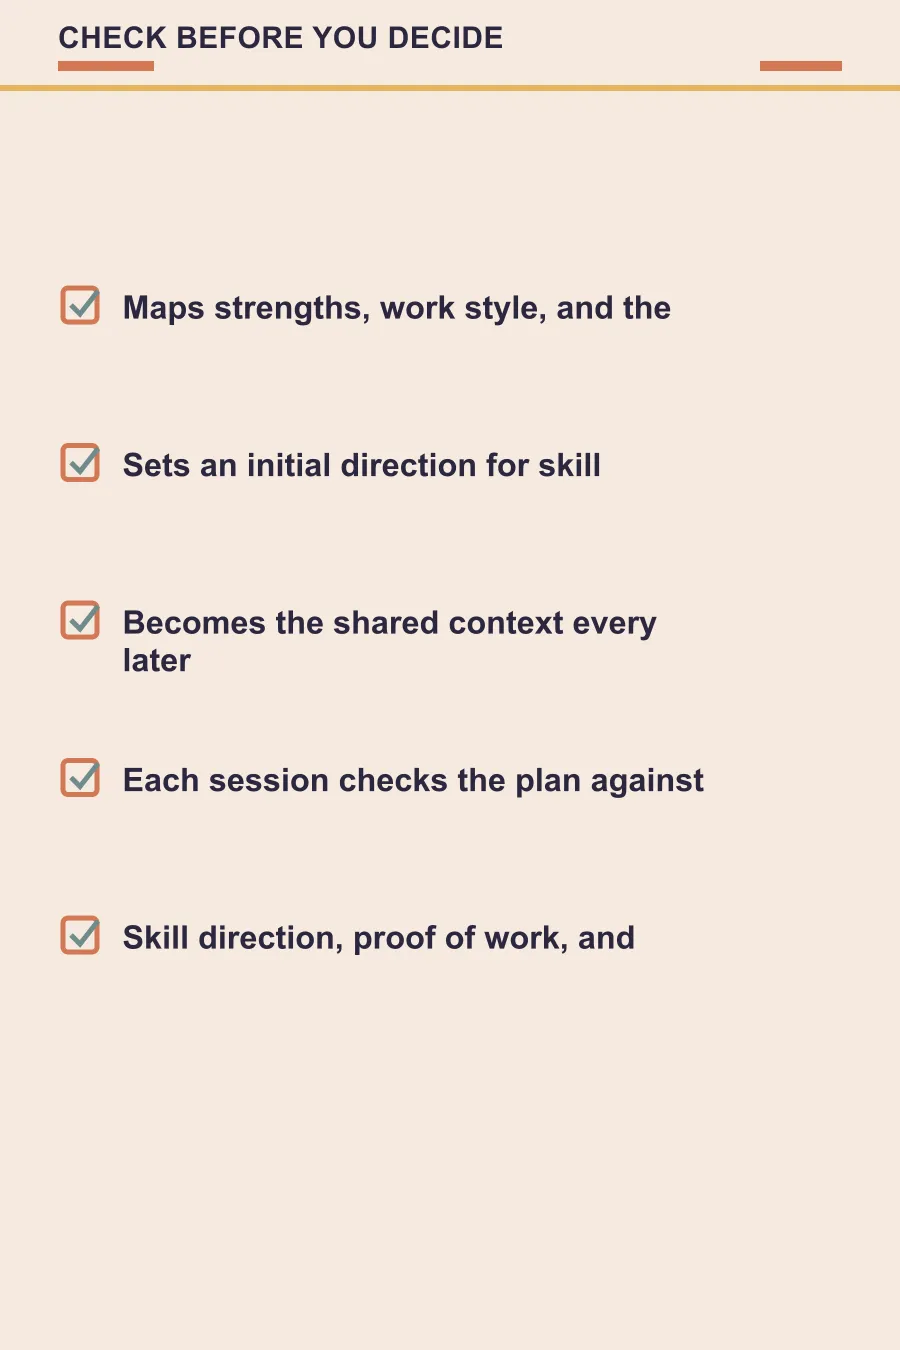 CHECK BEFORE YOU DECIDE
Maps strengths, work style, and the
Sets an initial direction for skill
Becomes the shared context every
later
Each session checks the plan against
Skill direction, proof of work, and